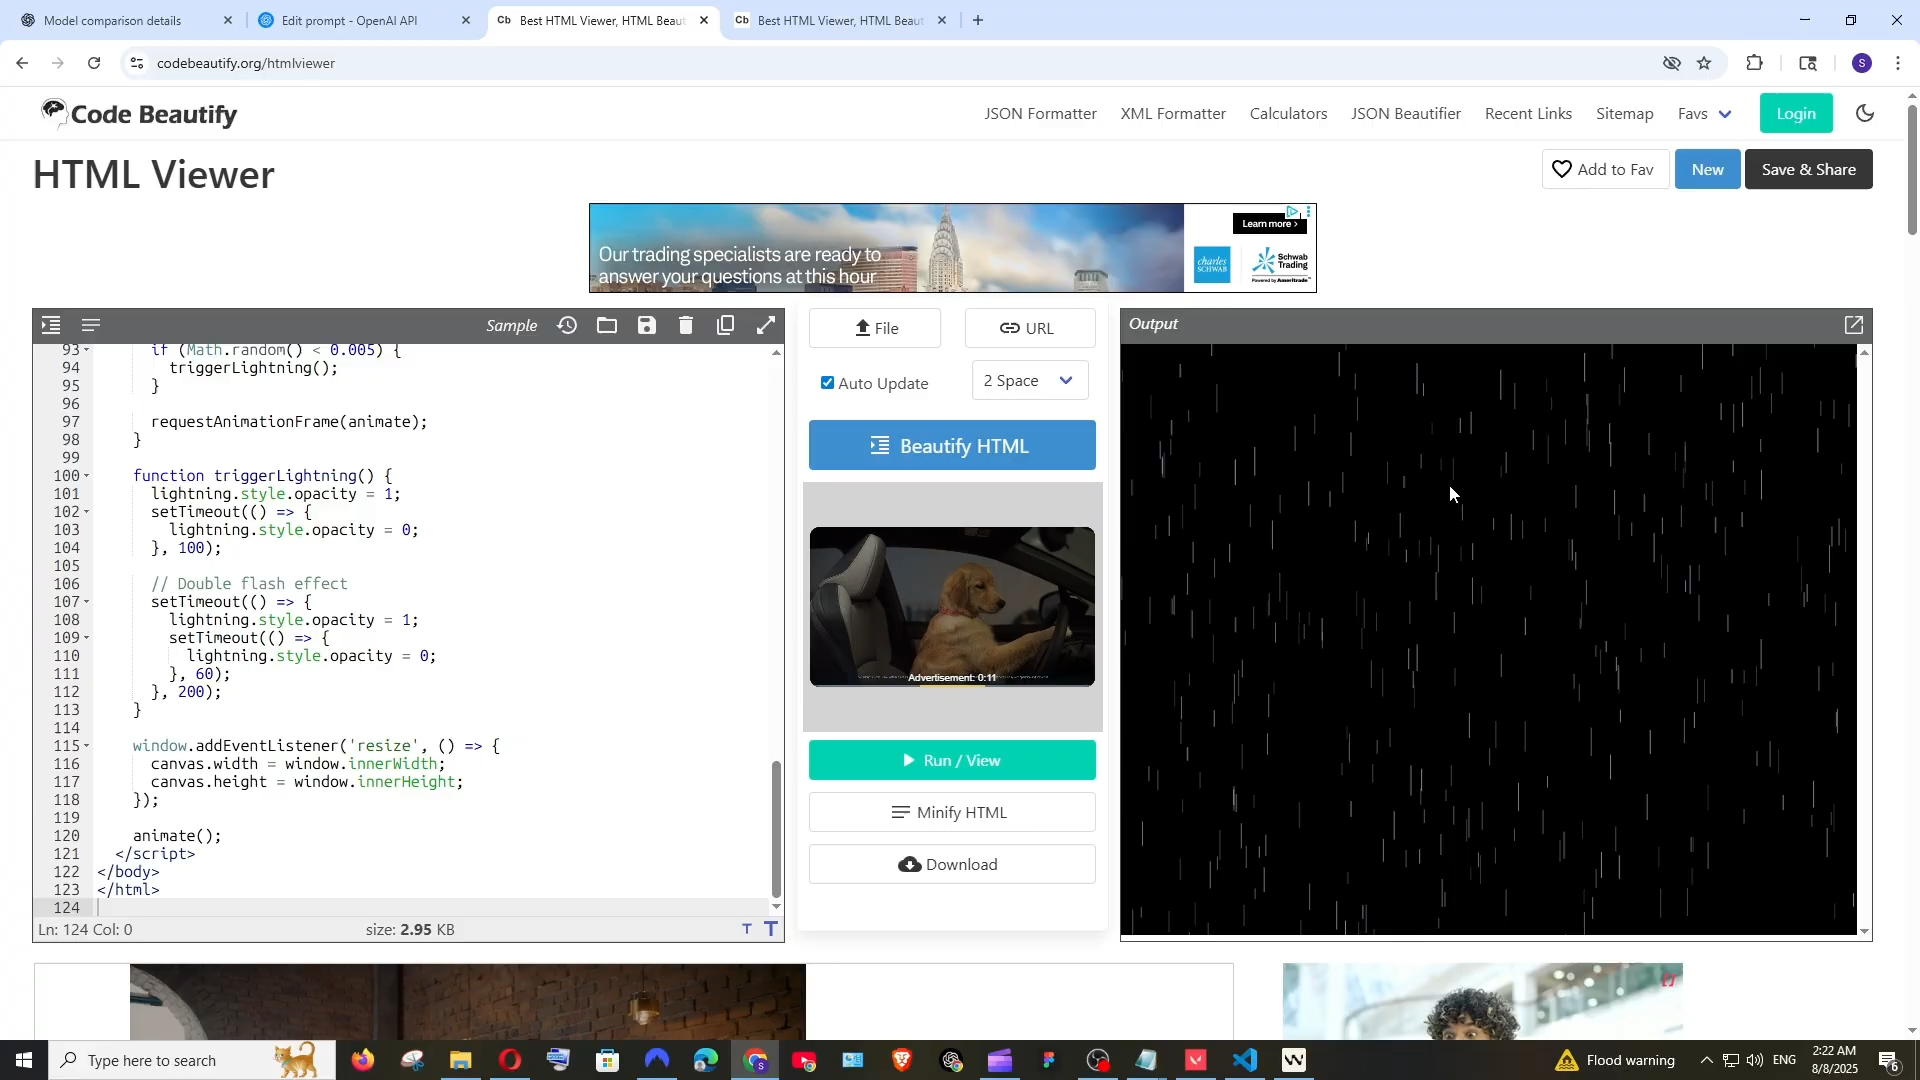 Model comparison details
Edit prompt - OpenAI API
Best HTML Viewer, HTML Beaut
Best HTML Viewer, HTML Beaut
codebeautify.org/htmlviewer
S
Code Beautify
JSON Formatter
XML Formatter
Calculators
JSON Beautifier
Recent Links
Sitemap
Favs
Login
HTML Viewer
Add to Fav
New
Save & Share
Our trading specialists are ready to
answer your questions at this hour
Learn more >
charles
SCHWAB
Schwab
Trading
Powered by Ameritrade
Sample
File
URL
Auto Update
2 Space
Beautify HTML
Advertisement: 0:11
Run / View
Minify HTML
Download
Output
93 if (Math.random() < 0.005) {
94 triggerLightning();
95 }
96
97 requestAnimationFrame(animate);
98 }
99
100 function triggerLightning() {
101 lightning.style.opacity = 1;
102 setTimeout(() => {
103 lightning.style.opacity = 0;
104 }, 100);
105
106 // Double flash effect
107 setTimeout(() => {
108 lightning.style.opacity = 1;
109 setTimeout(() => {
110 lightning.style.opacity = 0;
111 }, 60);
112 }, 200);
113 }
114
115 window.addEventListener('resize', () => {
116 canvas.width = window.innerWidth;
117 canvas.height = window.innerHeight;
118 });
119
120 animate();
121 </script>
122 </body>
123 </html>
124
Ln: 124 Col: 0
size: 2.95 KB
T T
Type here to search
Flood warning
ENG
2:22 AM
8/8/2025
6